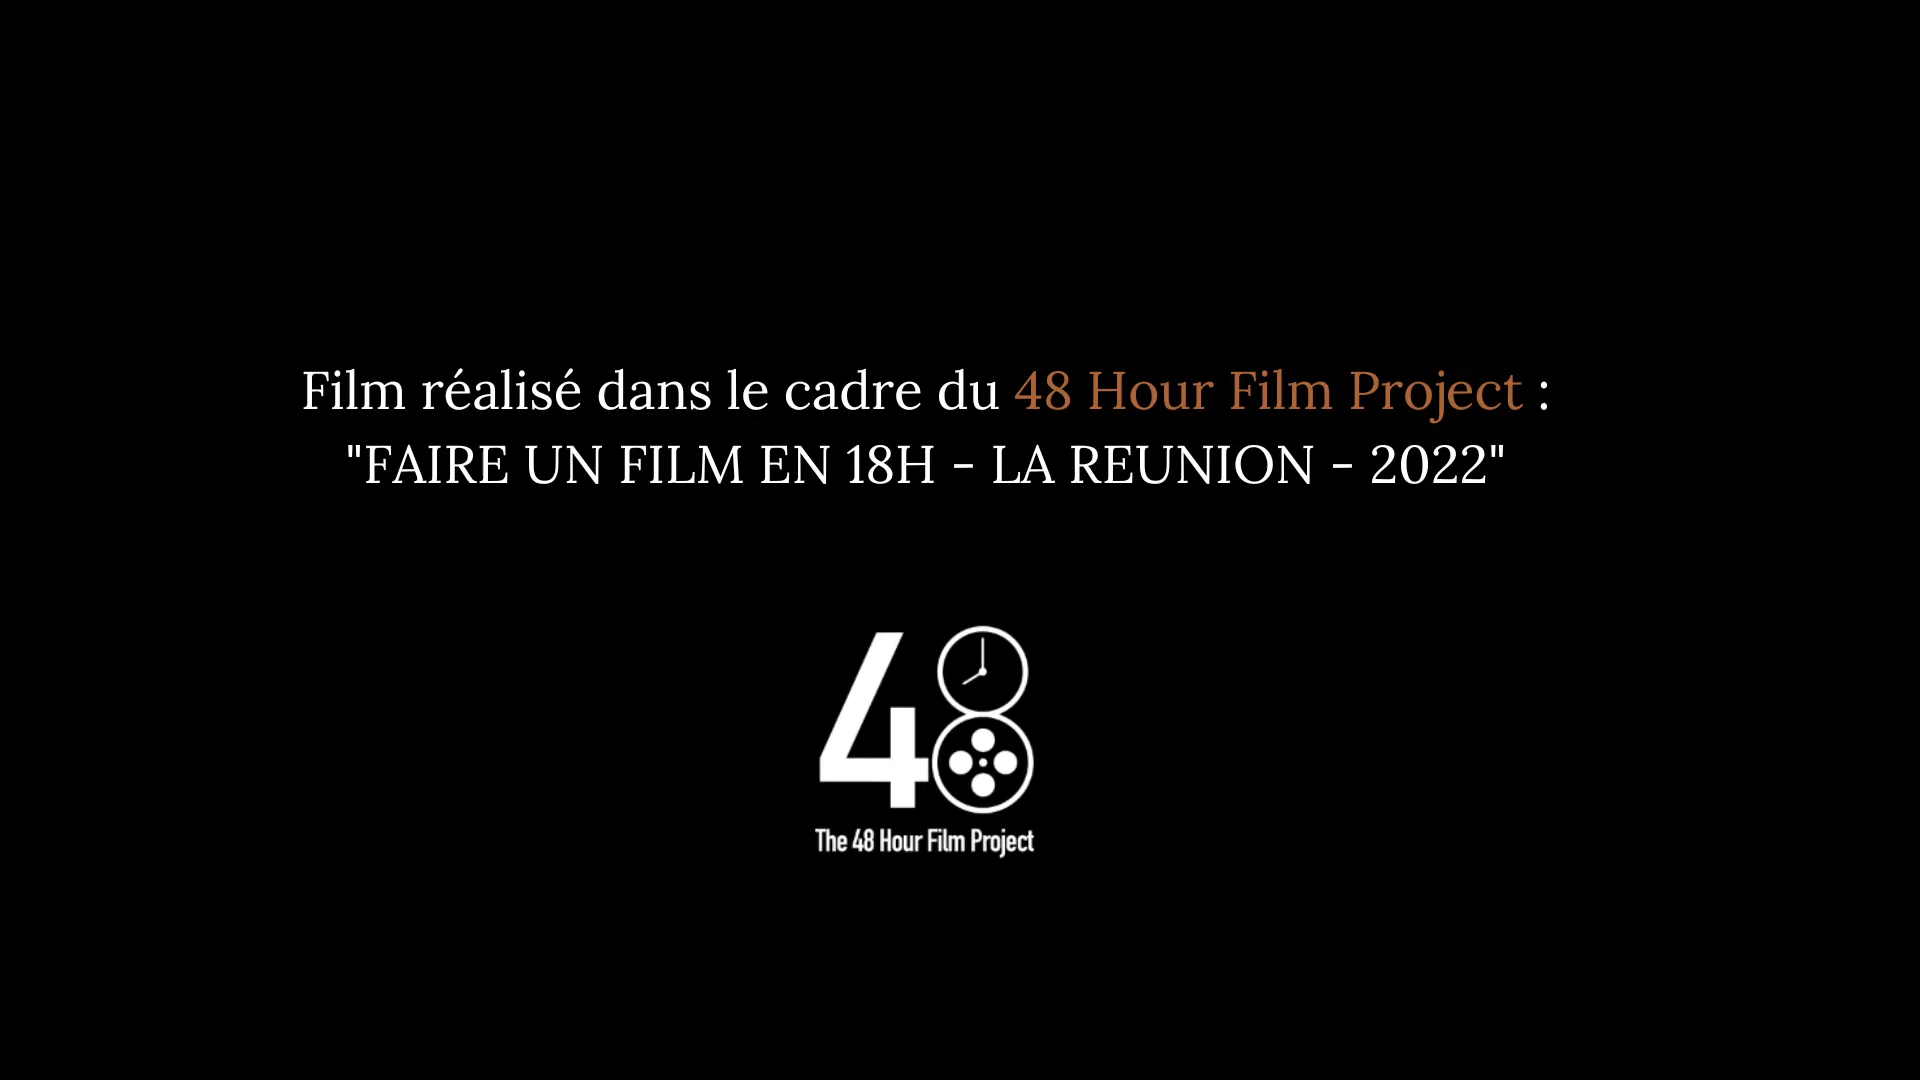 Film réalisé dans le cadre du 48 Hour Film Project :
"FAIRE UN FILM EN 18H - LA REUNION - 2022"
48
The 48 Hour Film Project